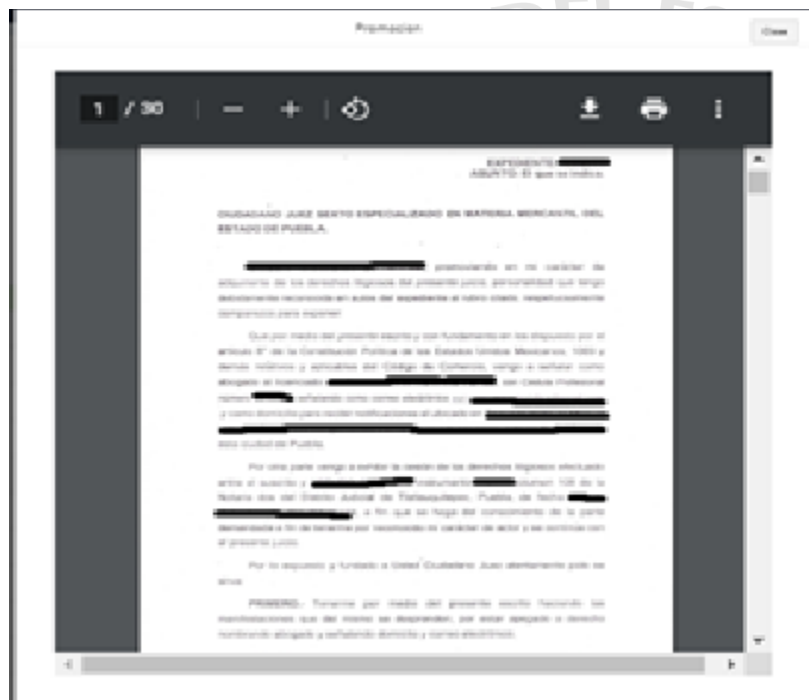 Promocion
Close
1 / 30
EXPEDIENTE:
ASUNTO: El que se indica.
CIUDADANO JUEZ SEXTO ESPECIALIZADO EN MATERIA MERCANTIL DEL
ESTADO DE PUEBLA.
promoviendo en mi carácter de
adquirente de los derechos litigiosos del presente juicio, personalidad que tengo
debidamente reconocida en autos del expediente al rubro citado, respetuosamente
comparezco para exponer:
Que por medio del presente escrito y con fundamento en los dispuesto por el
artículo 8° de la Constitución Política de los Estados Unidos Mexicanos, y
demás relativos y aplicables del Código de Comercio, vengo a señalar como
abogado al licenciado con Cédula Profesional
número señalando como correo electrónico
y como domicilio para recibir notificaciones el ubicado en
esta ciudad de Puebla.
Por otra parte vengo a exhibir la cesión de los derechos litigiosos efectuado
entre el suscrito y instrumento volumen de la
Notaría dos del Distrito Judicial de Tlatlauquitepec, Puebla, de fecha
a fin que se haga del conocimiento de la parte
demandada a fin de tenerme por reconocido mi carácter de actor y se continúe con
el presente juicio.
Por lo expuesto y fundado a Usted Ciudadano Juez atentamente pido se
sirva:
PRIMERO.- Tenerme por medio del presente escrito haciendo las
manifestaciones que del mismo se desprenden, por estar apegado a derecho
nombrando abogado y señalando domicilio y correo electrónico.